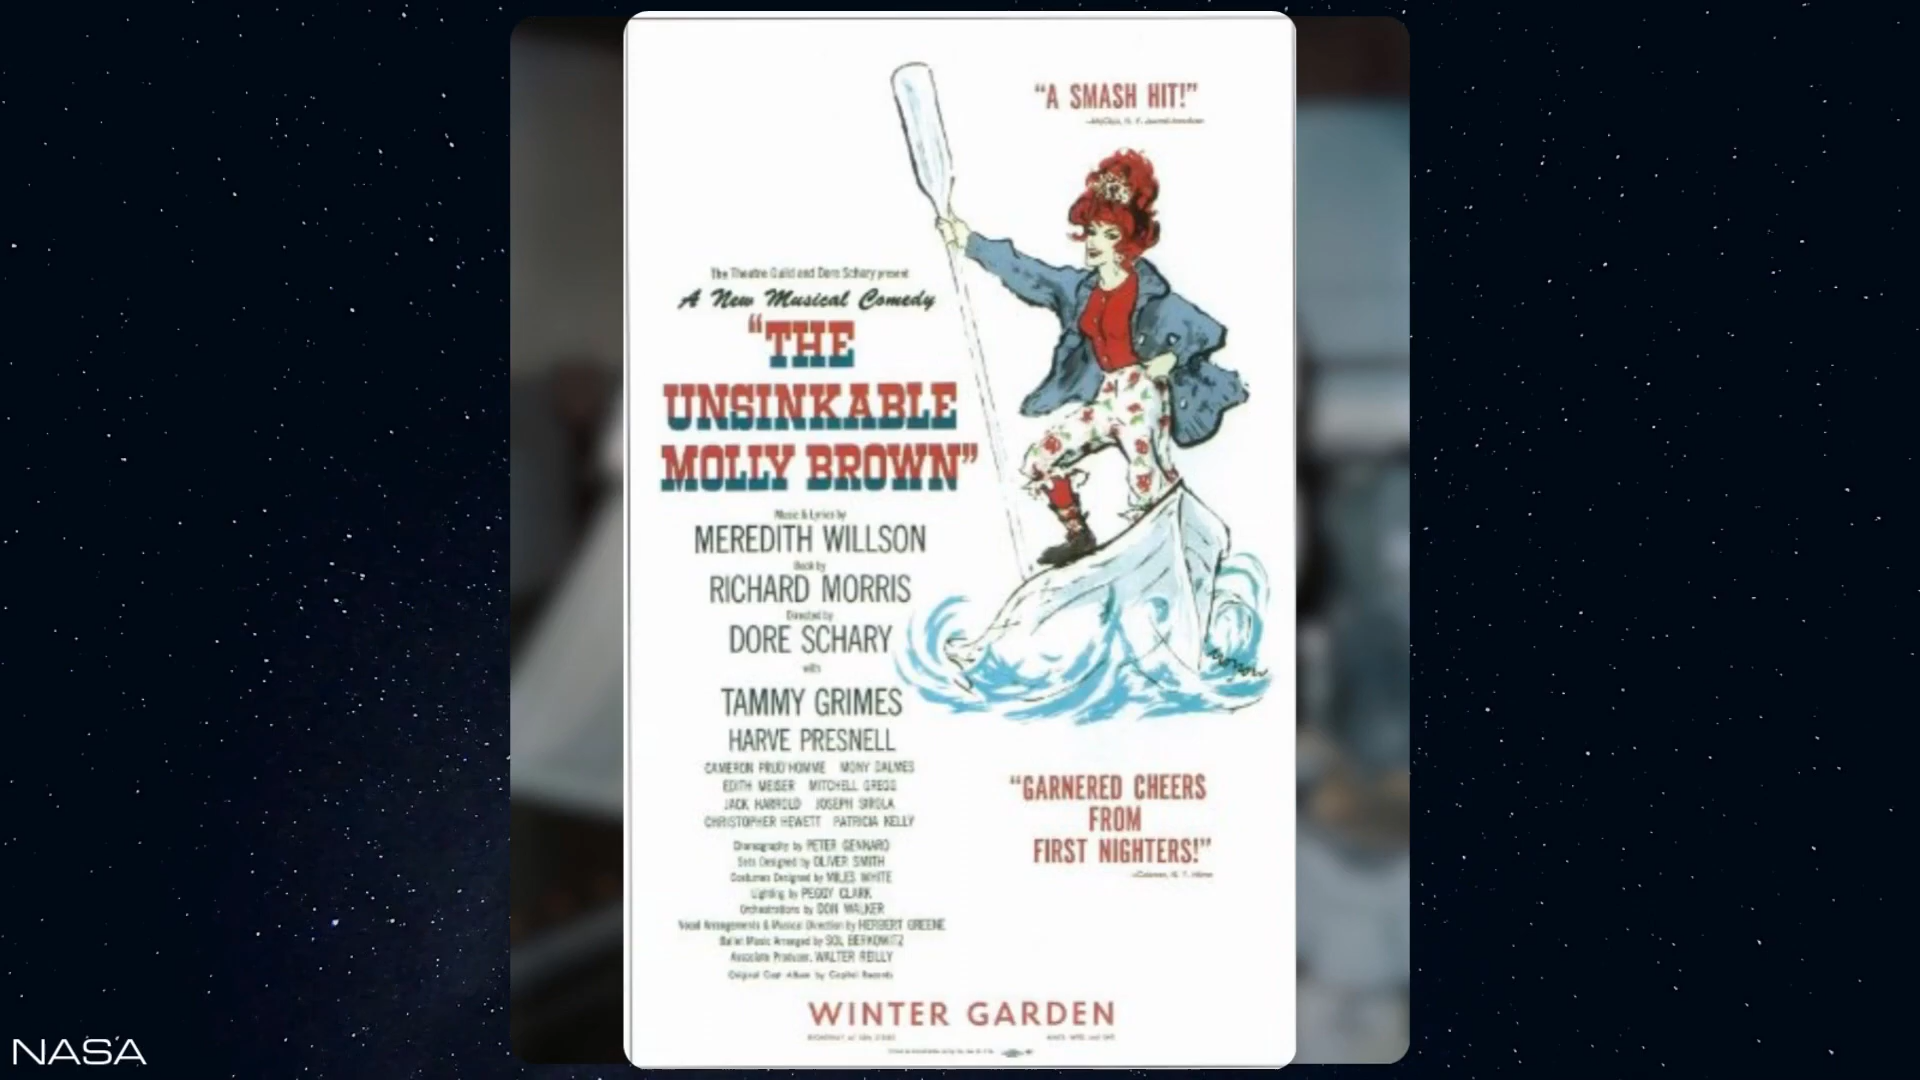 "A SMASH HIT!"
The Theatre Guild and Dore Schary present
A New Musical Comedy
"THE
UNSINKABLE
MOLLY BROWN"
Music & Lyrics by
MEREDITH WILLSON
Book by
RICHARD MORRIS
Directed by
DORE SCHARY
with
TAMMY GRIMES
HARVE PRESNELL
CAMERON PRUD'HOMME MONY DALMES
EDITH MEISER MITCHELL GREGG
JACK HARROLD JOSEPH SIROLA
CHRISTOPHER HEWETT PATRICIA KELLY
"GARNERED CHEERS
FROM
FIRST NIGHTERS!"
Choreography by PETER GENNARO
Sets Designed by OLIVER SMITH
Costumes Designed by MILES WHITE
Lighting by PEGGY CLARK
Orchestrations by DON WALKER
Vocal Arrangements & Musical Direction by HERBERT GREENE
Ballet Music Arranged by SOL BERKOWITZ
Associate Producer, WALTER REILLY
Original Cast Album by Capitol Records
WINTER GARDEN
NASA